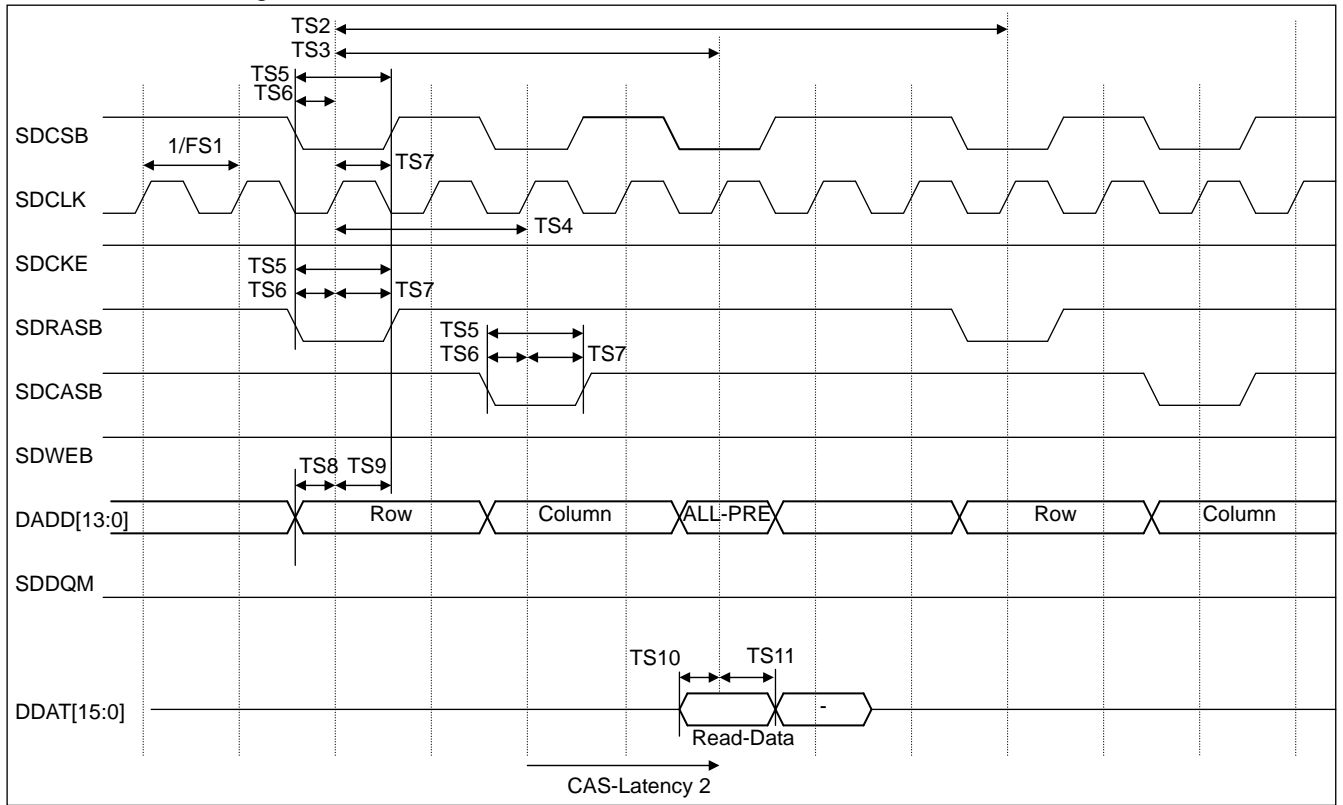 TS2
TS3
TS5
TS6
SDCSB
1/FS1
TS7
SDCLK
TS4
SDCKE
TS5
TS6 TS7
SDRASB
TS5
TS6 TS7
SDCASB
SDWEB
TS8 TS9
DADD[13:0] Row Column ALL-PRE Row Column
SDDQM
TS10 TS11
DDAT[15:0] -
Read-Data
CAS-Latency 2